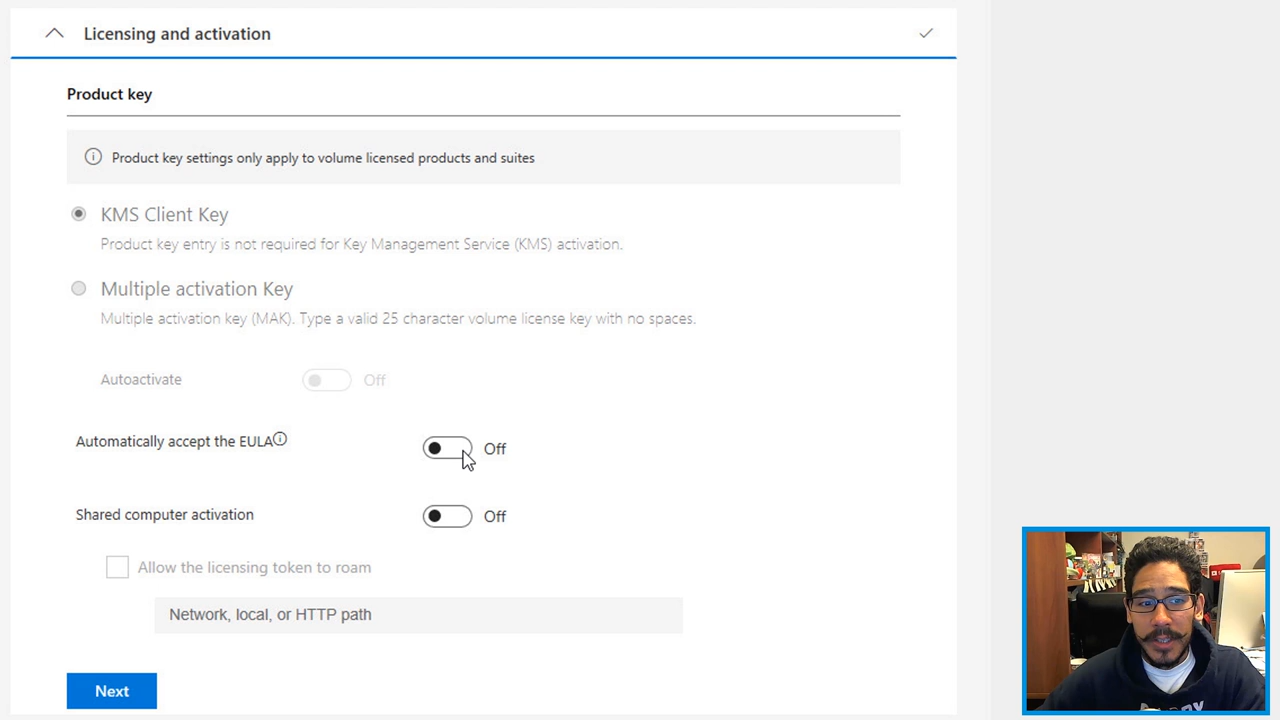 Licensing and activation
Product key
Product key settings only apply to volume licensed products and suites
KMS Client Key
Product key entry is not required for Key Management Service (KMS) activation.
Multiple activation Key
Multiple activation key (MAK). Type a valid 25 character volume license key with no spaces.
Autoactivate Off
Automatically accept the EULA Off
Shared computer activation Off
Allow the licensing token to roam
Network, local, or HTTP path
Next